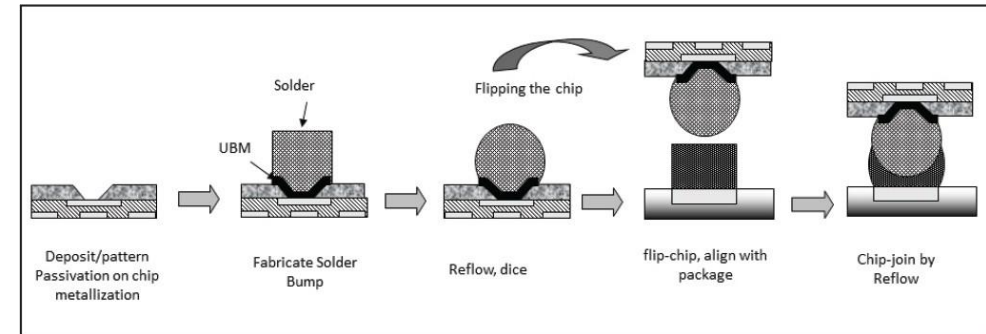 Solder
UBM
Flipping the chip
Deposit/pattern
Passivation on chip
metallization
Fabricate Solder
Bump
Reflow, dice
flip-chip, align with
package
Chip-join by
Reflow